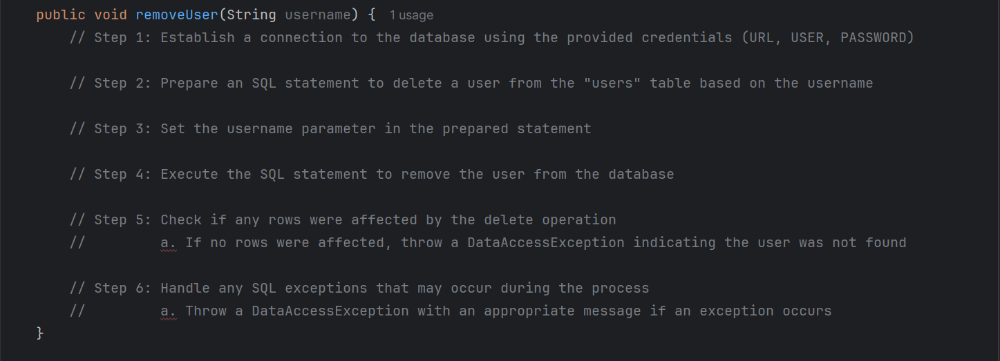 public void removeUser(String username) { 1 usage
// Step 1: Establish a connection to the database using the provided credentials (URL, USER, PASSWORD)
// Step 2: Prepare an SQL statement to delete a user from the "users" table based on the username
// Step 3: Set the username parameter in the prepared statement
// Step 4: Execute the SQL statement to remove the user from the database
// Step 5: Check if any rows were affected by the delete operation
//         a. If no rows were affected, throw a DataAccessException indicating the user was not found
// Step 6: Handle any SQL exceptions that may occur during the process
//         a. Throw a DataAccessException with an appropriate message if an exception occurs
}